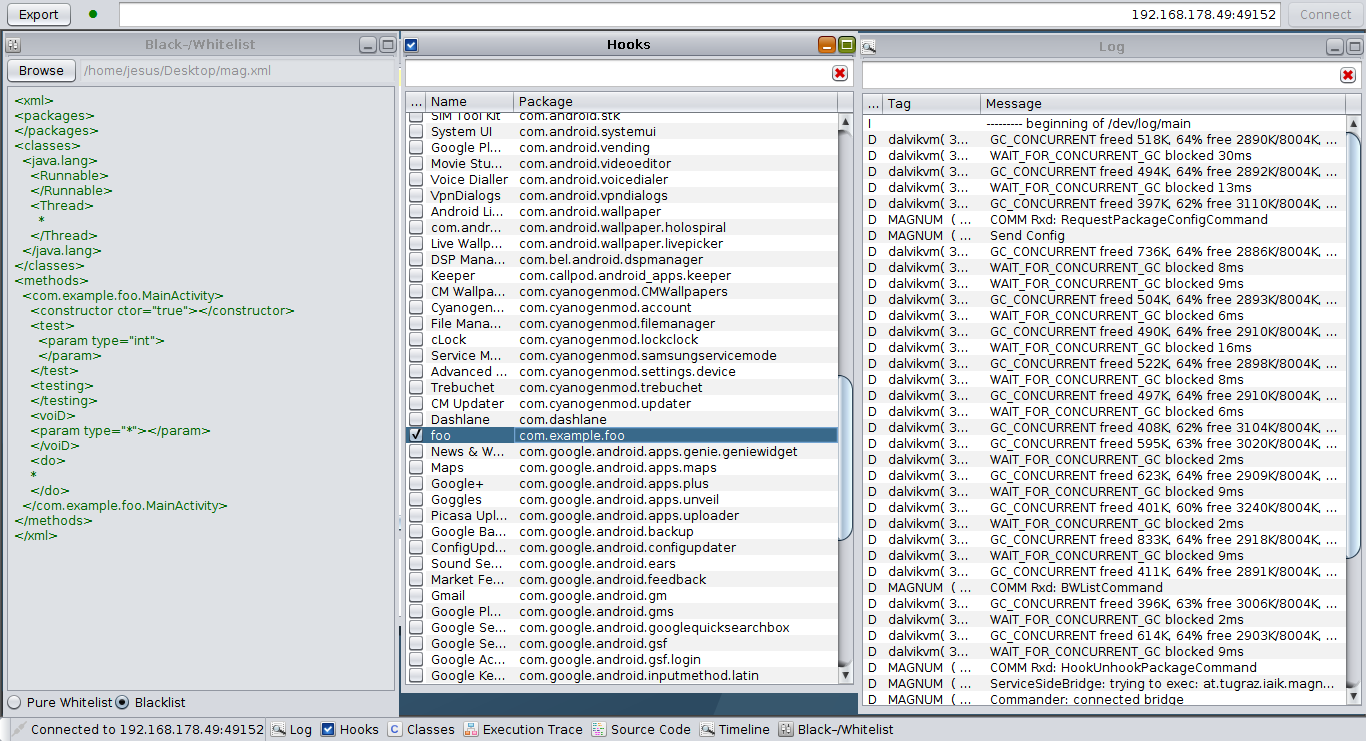 Export
192.168.178.49:49152
Connect
Black-/Whitelist
Browse
/home/jesus/Desktop/mag.xml
<xml>
<packages>
</packages>
<classes>
<java.lang>
<Runnable>
</Runnable>
<Thread>
*
</Thread>
</java.lang>
</classes>
<methods>
<com.example.foo.MainActivity>
<constructor ctor="true"></constructor>
<test>
<param type="int">
</param>
</test>
<testing>
</testing>
<voiD>
<param type="*"></param>
</voiD>
<do>
*
</do>
</com.example.foo.MainActivity>
</methods>
</xml>
Pure Whitelist Blacklist
Hooks
... Name Package
SIM Tool Kit com.android.stk
System UI com.android.systemui
Google Pl... com.android.vending
Movie Stu... com.android.videoeditor
Voice Dialler com.android.voicedialer
VpnDialogs com.android.vpndialogs
Android Li... com.android.wallpaper
com.andr... com.android.wallpaper.holospiral
Live Wallp... com.android.wallpaper.livepicker
DSP Mana... com.bel.android.dspmanager
Keeper com.callpod.android_apps.keeper
CM Wallpa... com.cyanogenmod.CMWallpapers
Cyanogen... com.cyanogenmod.account
File Mana... com.cyanogenmod.filemanager
cLock com.cyanogenmod.lockclock
Service M... com.cyanogenmod.samsungservicemode
Advanced ... com.cyanogenmod.settings.device
Trebuchet com.cyanogenmod.trebuchet
CM Updater com.cyanogenmod.updater
Dashlane com.dashlane
foo com.example.foo
News & W... com.google.android.apps.genie.geniewidget
Maps com.google.android.apps.maps
Google+ com.google.android.apps.plus
Goggles com.google.android.apps.unveil
Picasa Upl... com.google.android.apps.uploader
Google Ba... com.google.android.backup
ConfigUpd... com.google.android.configupdater
Sound Se... com.google.android.ears
Market Fe... com.google.android.feedback
Gmail com.google.android.gm
Google Pl... com.google.android.gms
Google Se... com.google.android.googlequicksearchbox
Google Se... com.google.android.gsf
Google Ac... com.google.android.gsf.login
Google Ke... com.google.android.inputmethod.latin
Log
... Tag Message
I --------- beginning of /dev/log/main
D dalvikvm( 3... GC_CONCURRENT freed 518K, 64% free 2890K/8004K, ...
D dalvikvm( 3... WAIT_FOR_CONCURRENT_GC blocked 30ms
D dalvikvm( 3... GC_CONCURRENT freed 494K, 64% free 2892K/8004K, ...
D dalvikvm( 3... WAIT_FOR_CONCURRENT_GC blocked 13ms
D dalvikvm( 3... GC_CONCURRENT freed 397K, 62% free 3110K/8004K, ...
D MAGNUM ( ... COMM Rxd: RequestPackageConfigCommand
D MAGNUM ( ... Send Config
D dalvikvm( 3... GC_CONCURRENT freed 736K, 64% free 2886K/8004K, ...
D dalvikvm( 3... WAIT_FOR_CONCURRENT_GC blocked 8ms
D dalvikvm( 3... WAIT_FOR_CONCURRENT_GC blocked 9ms
D dalvikvm( 3... GC_CONCURRENT freed 504K, 64% free 2893K/8004K, ...
D dalvikvm( 3... WAIT_FOR_CONCURRENT_GC blocked 6ms
D dalvikvm( 3... GC_CONCURRENT freed 490K, 64% free 2910K/8004K, ...
D dalvikvm( 3... WAIT_FOR_CONCURRENT_GC blocked 16ms
D dalvikvm( 3... GC_CONCURRENT freed 522K, 64% free 2898K/8004K, ...
D dalvikvm( 3... WAIT_FOR_CONCURRENT_GC blocked 8ms
D dalvikvm( 3... GC_CONCURRENT freed 497K, 64% free 2910K/8004K, ...
D dalvikvm( 3... WAIT_FOR_CONCURRENT_GC blocked 6ms
D dalvikvm( 3... GC_CONCURRENT freed 408K, 62% free 3104K/8004K, ...
D dalvikvm( 3... GC_CONCURRENT freed 595K, 63% free 3020K/8004K, ...
D dalvikvm( 3... WAIT_FOR_CONCURRENT_GC blocked 2ms
D dalvikvm( 3... GC_CONCURRENT freed 623K, 64% free 2909K/8004K, ...
D dalvikvm( 3... WAIT_FOR_CONCURRENT_GC blocked 9ms
D dalvikvm( 3... GC_CONCURRENT freed 401K, 60% free 3240K/8004K, ...
D dalvikvm( 3... WAIT_FOR_CONCURRENT_GC blocked 2ms
D dalvikvm( 3... GC_CONCURRENT freed 833K, 64% free 2918K/8004K, ...
D dalvikvm( 3... WAIT_FOR_CONCURRENT_GC blocked 9ms
D dalvikvm( 3... GC_CONCURRENT freed 411K, 64% free 2891K/8004K, ...
D MAGNUM ( ... COMM Rxd: BWListCommand
D dalvikvm( 3... GC_CONCURRENT freed 396K, 63% free 3006K/8004K, ...
D dalvikvm( 3... WAIT_FOR_CONCURRENT_GC blocked 2ms
D dalvikvm( 3... GC_CONCURRENT freed 614K, 64% free 2903K/8004K, ...
D dalvikvm( 3... WAIT_FOR_CONCURRENT_GC blocked 9ms
D MAGNUM ( ... COMM Rxd: HookUnhookPackageCommand
D MAGNUM ( ... ServiceSideBridge: trying to exec: at.tugraz.iaik.magn...
D MAGNUM ( ... Commander: connected bridge
Connected to 192.168.178.49:49152 Log Hooks C Classes Execution Trace Source Code Timeline Black-/Whitelist